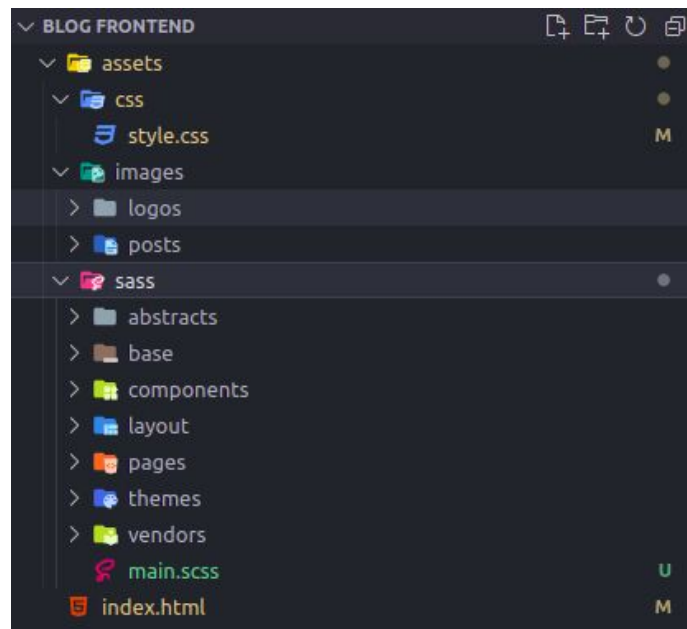 BLOG FRONTEND
assets
css
style.css M
images
logos
posts
sass
abstracts
base
components
layout
pages
themes
vendors
main.scss U
index.html M